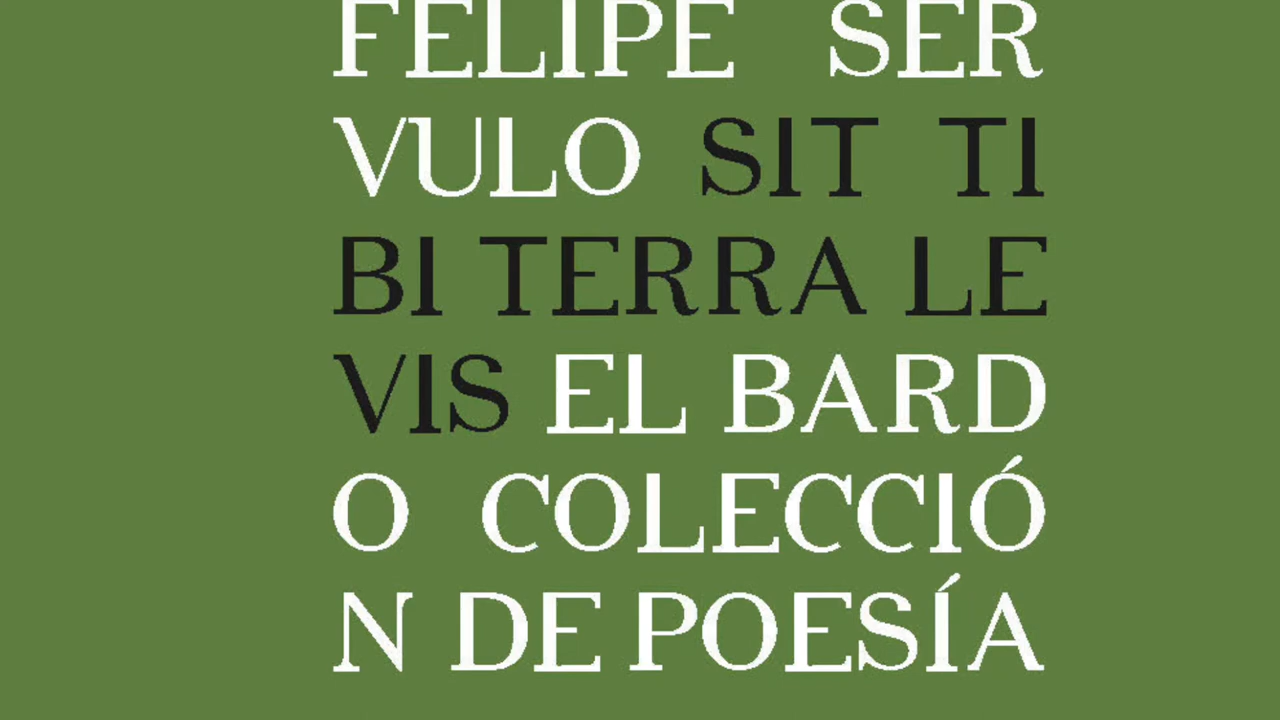 FELIPE SER
VULO SIT TI
BI TERRA LE
VIS EL BARD
O COLECCIÓ
N DE POESÍA